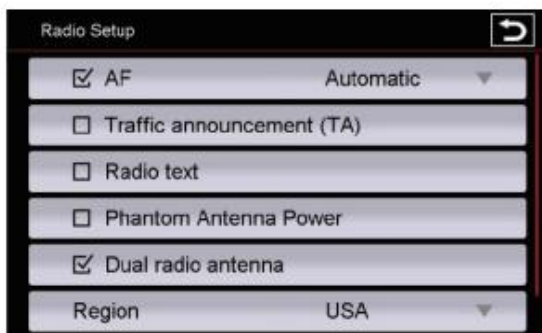 Radio Setup
AF Automatic
Traffic announcement (TA)
Radio text
Phantom Antenna Power
Dual radio antenna
Region USA